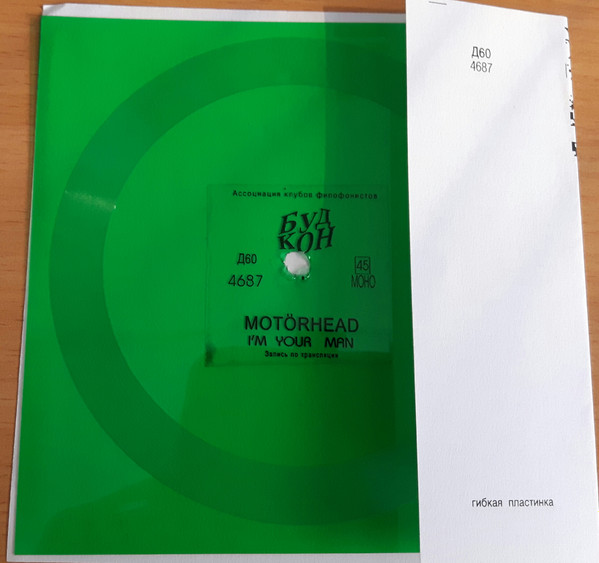 Ассоциация клубов филофонистов
БУД
КОН
Д60
4687
45
МОНО
MOTÖRHEAD
I'M YOUR MAN
Запись по трансляции
Д60
4687
гибкая пластинка